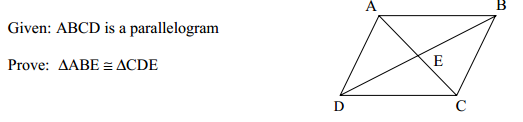 Given: ABCD is a parallelogram
Prove: ΔABE ≅ ΔCDE
A
B
E
D
C